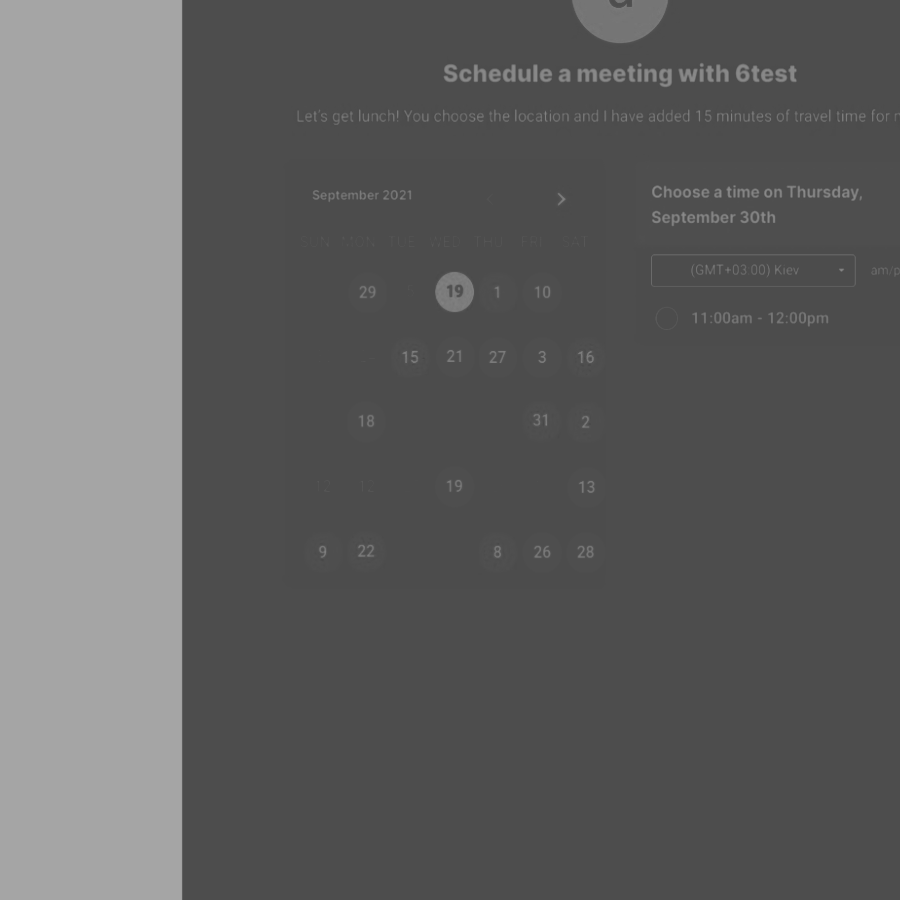 Schedule a meeting with 6test
Let's get lunch! You choose the location and I have added 15 minutes of travel time for
September 2021
Choose a time on Thursday,
September 30th
SUN MON TUE WED THU FRI SAT
(GMT+03:00) Kiev
am/p
29 19 1 10
11:00am - 12:00pm
15 21 27 3 16
18 31 2
12 12 19 13
9 22 8 26 28